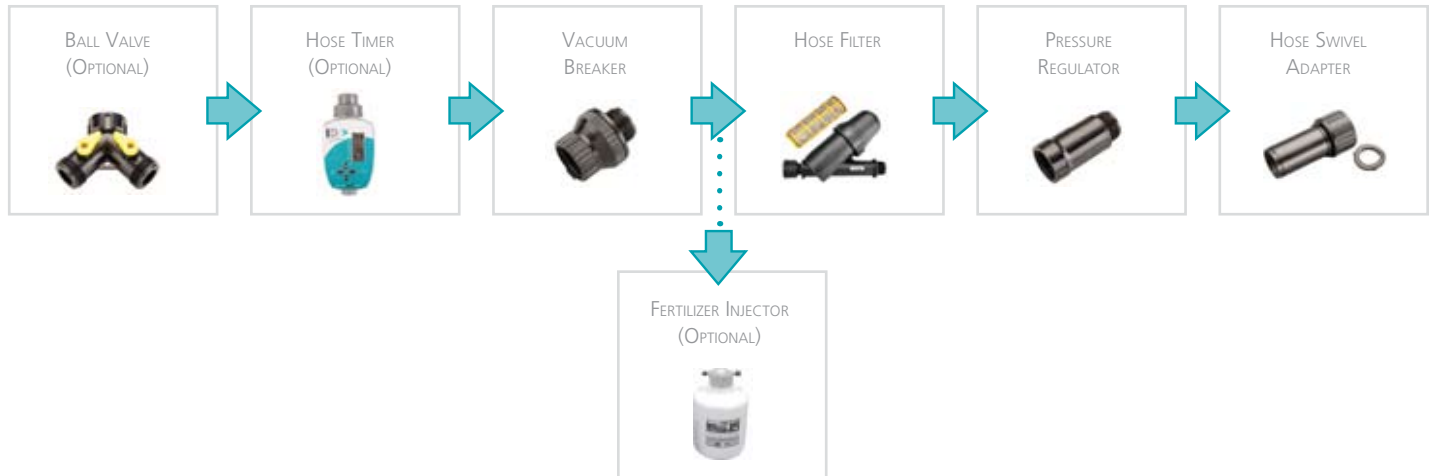 Ball Valve
(Optional)
Hose Timer
(Optional)
Vacuum
Breaker
Hose Filter
Pressure
Regulator
Hose Swivel
Adapter
Fertilizer Injector
(Optional)